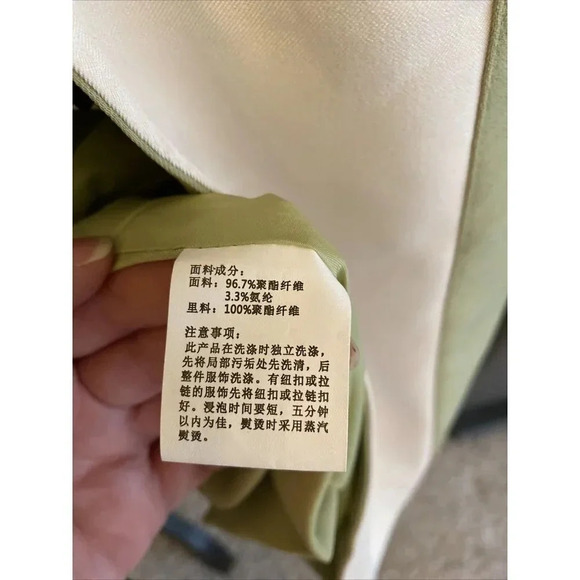 面料成分:
面料: 96.7%聚酯纤维
3.3%氨纶
里料: 100%聚酯纤维
注意事项:
此产品在洗涤时独立洗涤,
先将局部污垢处先洗清, 后
整件服饰洗涤。有纽扣或拉
链的服饰先将纽扣或拉链扣
好。浸泡时间要短, 五分钟
以内为佳, 熨烫时采用蒸汽
熨烫。